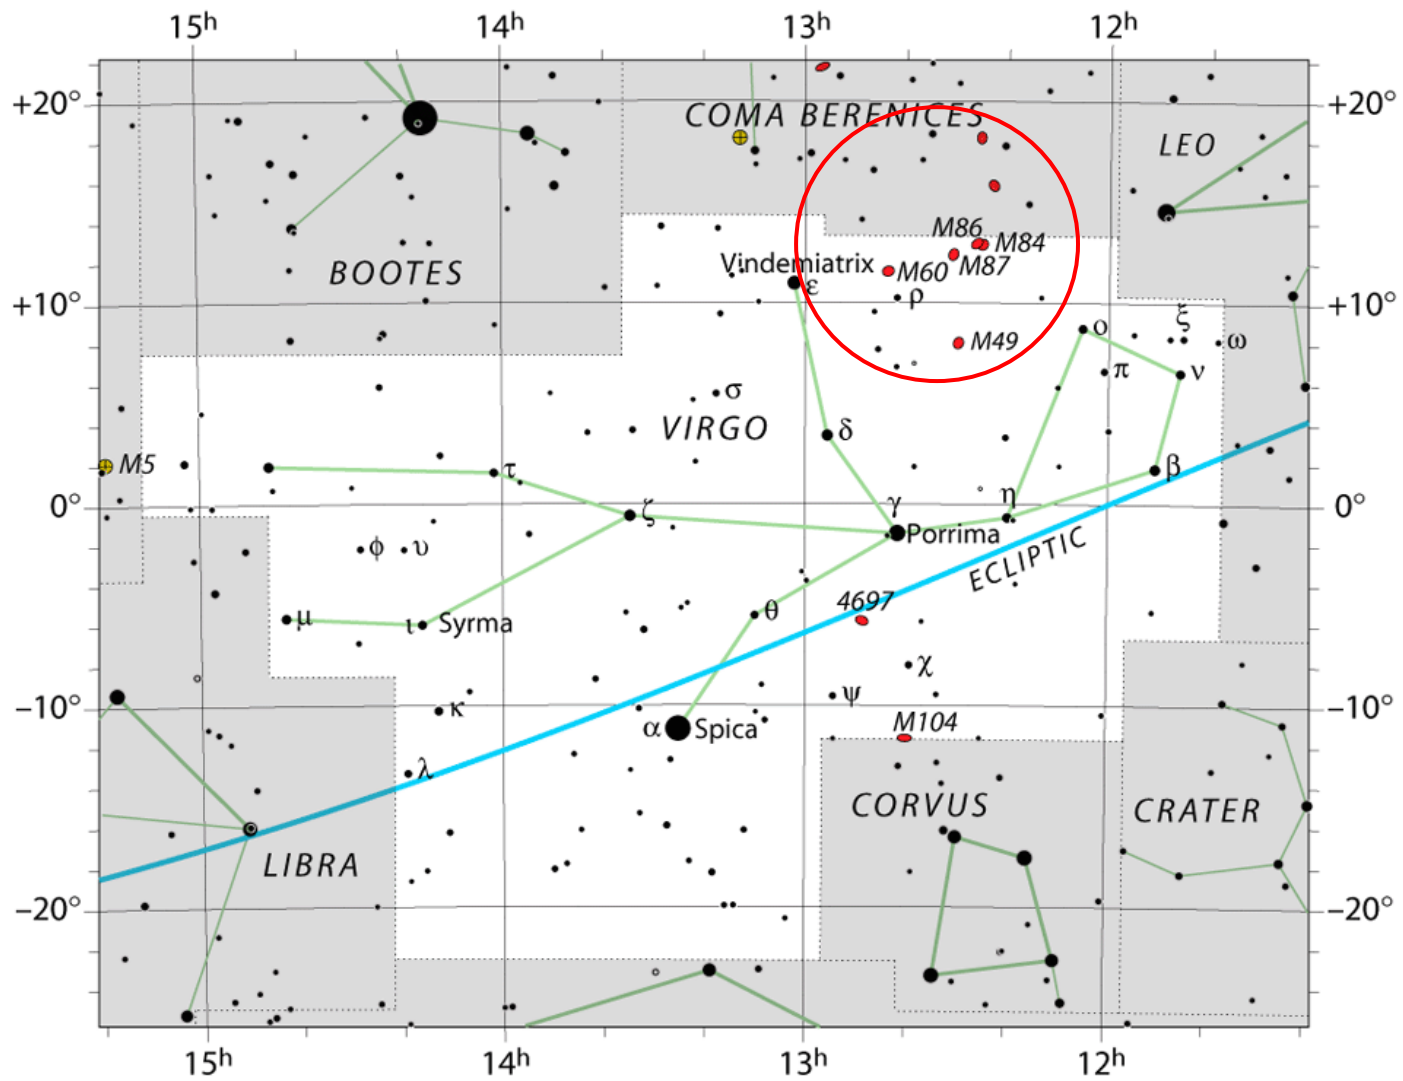 15h 14h 13h 12h
+20° +20°
COMA BERENICES
LEO
M86 M84
BOOTES
Vindemiatrix
M60 M87
ε
+10° ρ +10°
ξ
ο
M49 ω
π ν
σ
VIRGO δ
M5 τ β
0° ζ γ η 0°
Porrima
φ υ ECLIPTIC
4697
μ ι Syrma θ
χ
ψ
−10° κ −10°
α Spica M104
λ
CORVUS CRATER
LIBRA
−20° −20°
15h 14h 13h 12h